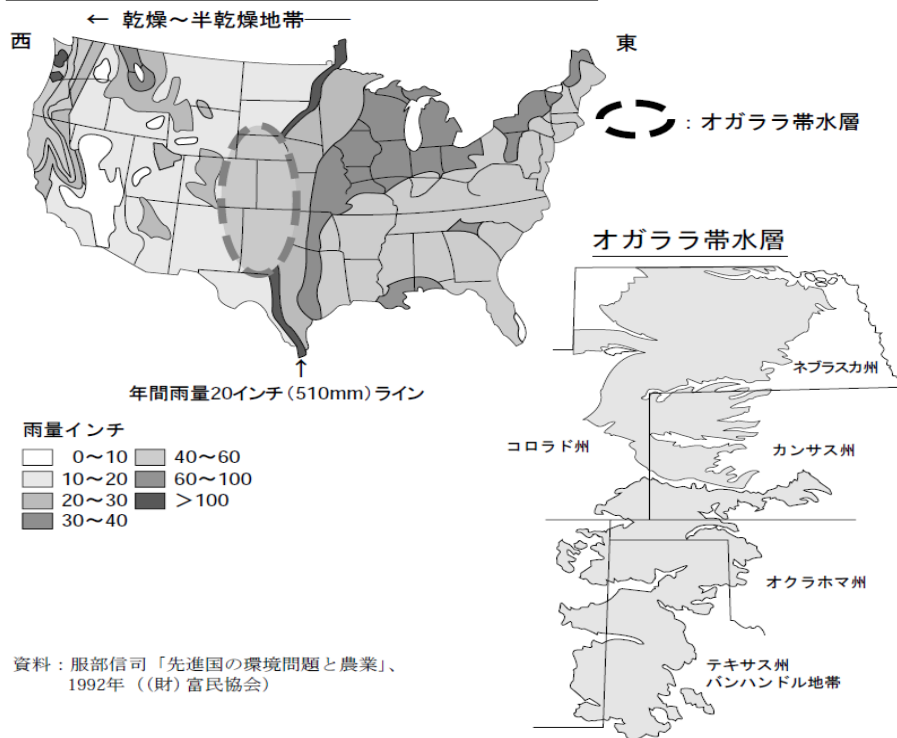 ← 乾燥~半乾燥地帯
西
東
:オガララ帯水層
オガララ帯水層
↑
年間雨量20インチ(510mm)ライン
雨量インチ
0~10
10~20
20~30
30~40
40~60
60~100
>100
ネブラスカ州
コロラド州
カンサス州
オクラホマ州
テキサス州
バンハンドル地帯
資料:服部信司「先進国の環境問題と農業」、
1992年((財)富民協会)